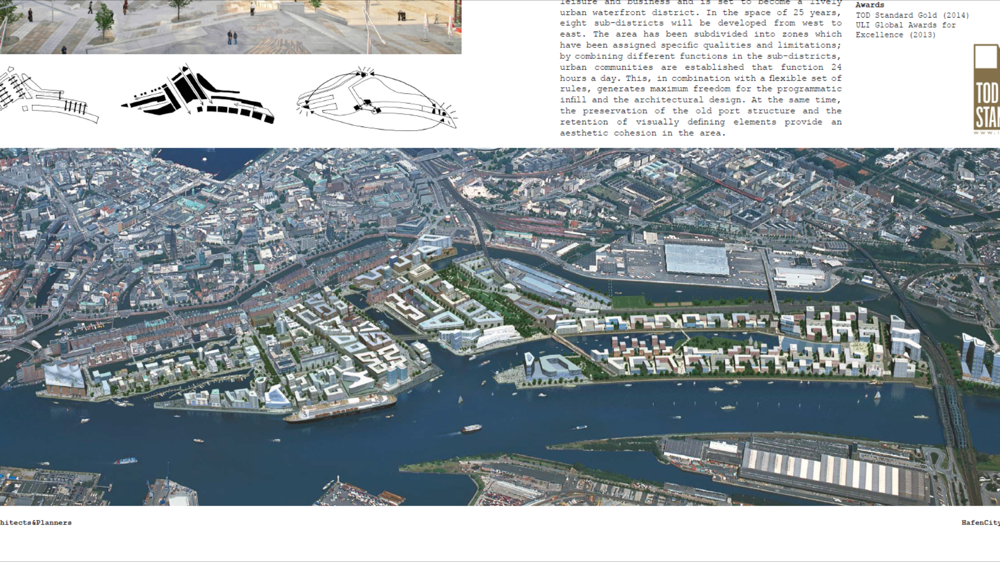 leisure and business and is set to become a lively
urban waterfront district. In the space of 25 years,
eight sub-districts will be developed from west to
east. The area has been subdivided into zones which
have been assigned specific qualities and limitations;
by combining different functions in the sub-districts,
urban communities are established that function 24
hours a day. This, in combination with a flexible set of
rules, generates maximum freedom for the programmatic
infill and the architectural design. At the same time,
the preservation of the old port structure and the
retention of visually defining elements provide an
aesthetic cohesion in the area.
Awards
TOD Standard Gold (2014)
ULI Global Awards for
Excellence (2013)
TOD
STAN
www.i
hitects&Planners
HafenCity